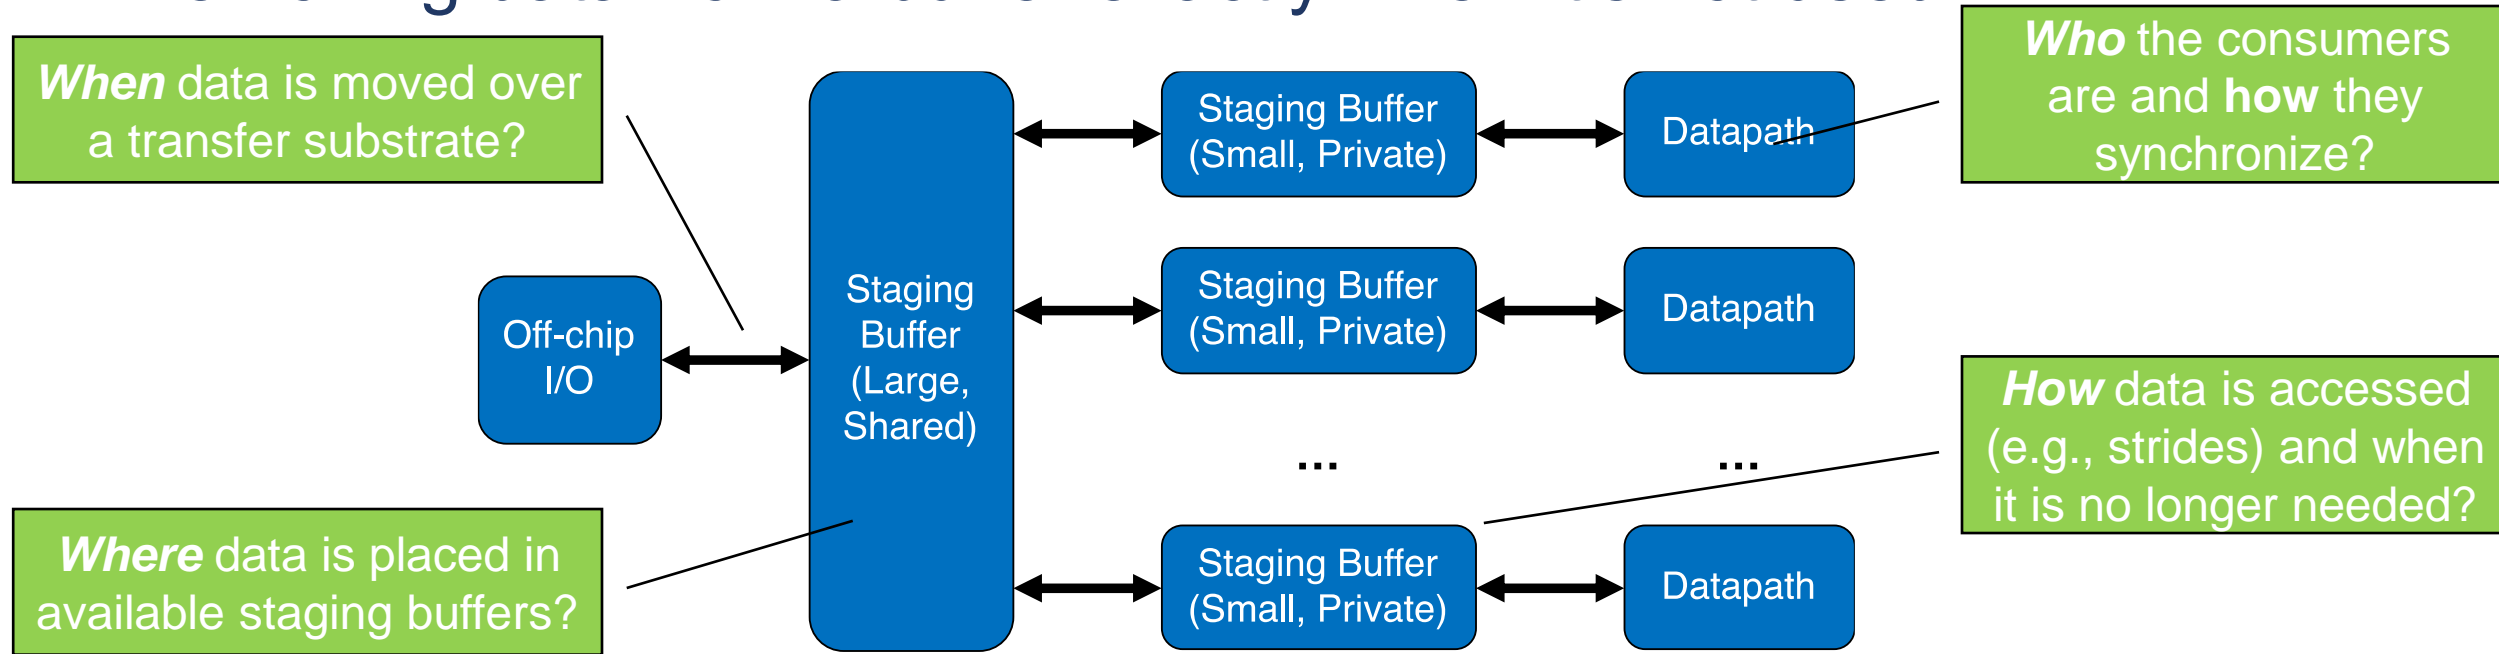 When data is moved over
a transfer substrate?
Who the consumers
are and how they
synchronize?
Staging Buffer
(Small, Private)
Datapath
Staging
Buffer
(Large,
Shared)
Off-chip
I/O
Staging Buffer
(Small, Private)
Datapath
How data is accessed
(e.g., strides) and when
it is no longer needed?
...
...
Where data is placed in
available staging buffers?
Staging Buffer
(Small, Private)
Datapath